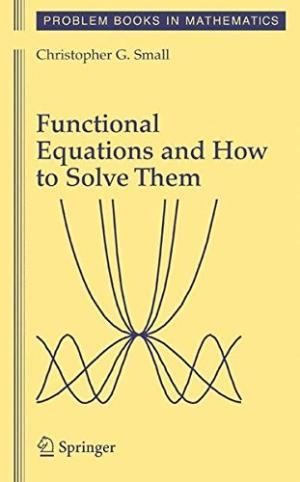 PROBLEM BOOKS IN MATHEMATICS
Christopher G. Small
Functional
Equations and How
to Solve Them
Springer